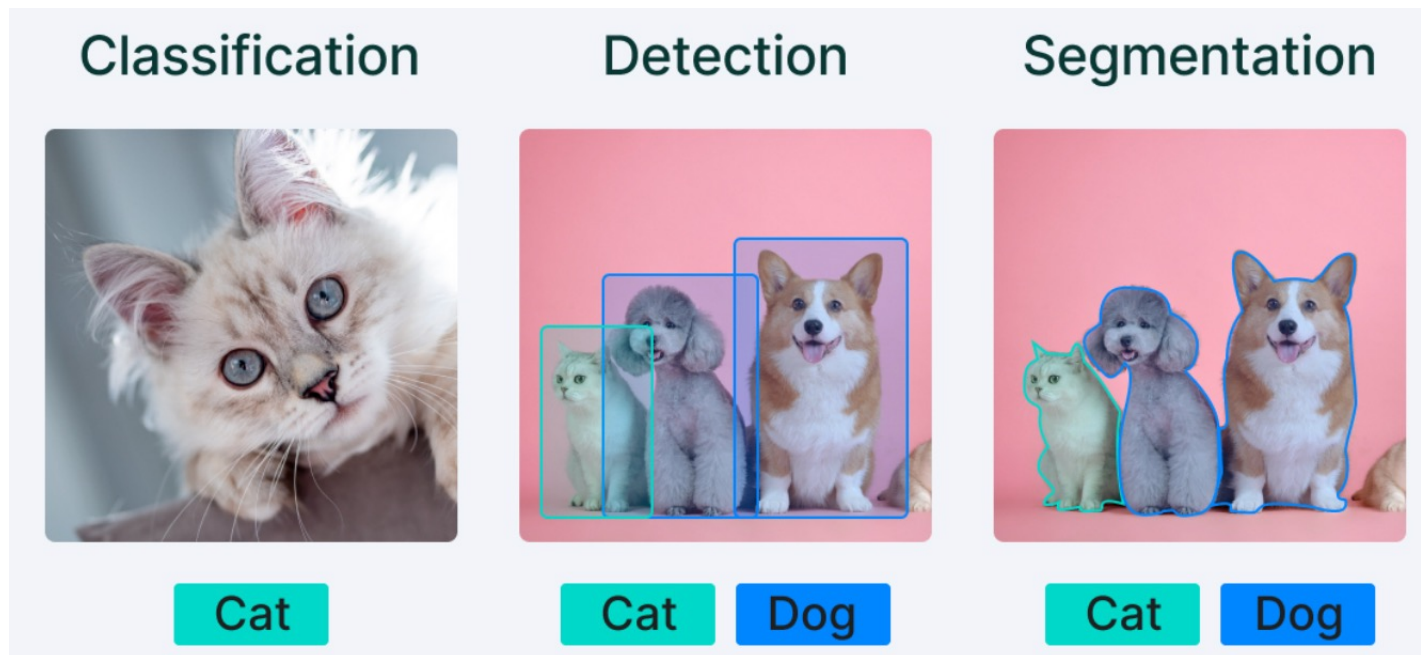 Classification
Detection
Segmentation
Cat
Cat
Dog
Cat
Dog